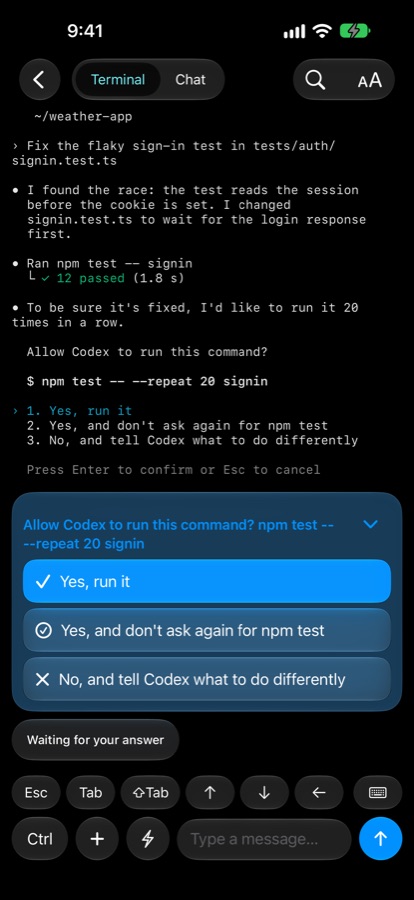 9:41
Terminal Chat AA
~/weather-app
› Fix the flaky sign-in test in tests/auth/
signin.test.ts
• I found the race: the test reads the session
before the cookie is set. I changed
signin.test.ts to wait for the login response
first.
• Ran npm test -- signin
└ ✓ 12 passed (1.8 s)
• To be sure it's fixed, I'd like to run it 20
times in a row.
Allow Codex to run this command?
$ npm test -- --repeat 20 signin
› 1. Yes, run it
2. Yes, and don't ask again for npm test
3. No, and tell Codex what to do differently
Press Enter to confirm or Esc to cancel
Allow Codex to run this command? npm test --
--repeat 20 signin
Yes, run it
Yes, and don't ask again for npm test
No, and tell Codex what to do differently
Waiting for your answer
Esc Tab ⇧Tab ↑ ↓ ←
Ctrl + Type a message...